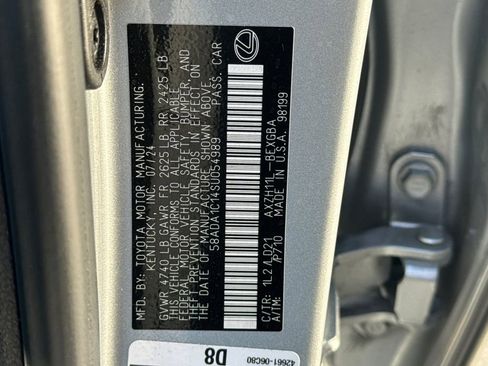 MFD. BY: TOYOTA MOTOR MANUFACTURING,
KENTUCKY, INC. 07/24
GVWR 4740 LB GAWR FR 2625 LB RR 2425 LB
THIS VEHICLE CONFORMS TO ALL APPLICABLE
FEDERAL MOTOR VEHICLE SAFETY, BUMPER, AND
THEFT PREVENTION STANDARDS IN EFFECT ON
THE DATE OF MANUFACTURE SHOWN ABOVE.
58ADA1C14SU054989 PASS. CAR
C/TR: 1L2 /LD21 AXZH11L-BEXGBA
A/TM: /P710 MADE IN U.S.A. 98199
42661-06C80
D8